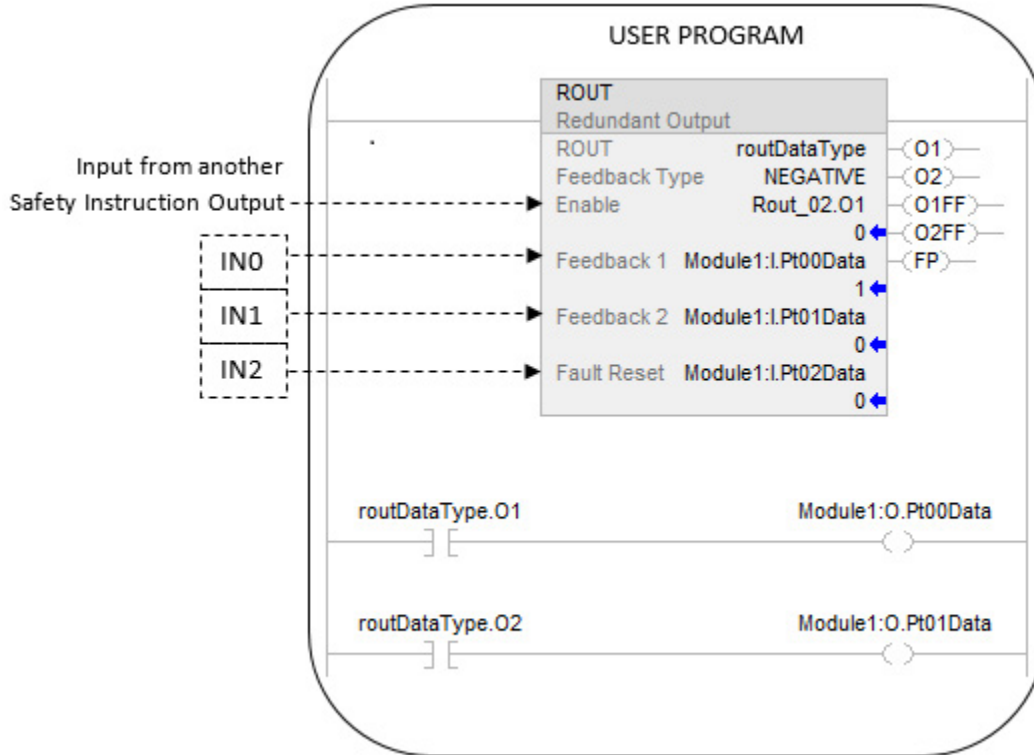 USER PROGRAM
ROUT
Redundant Output
ROUT routDataType O1
Feedback Type NEGATIVE O2
Input from another
Safety Instruction Output
Enable Rout_02.O1 O1FF
0 O2FF
IN0 Feedback 1 Module1:I.Pt00Data FP
1
IN1 Feedback 2 Module1:I.Pt01Data
0
IN2 Fault Reset Module1:I.Pt02Data
0
routDataType.O1 Module1:O.Pt00Data
routDataType.O2 Module1:O.Pt01Data